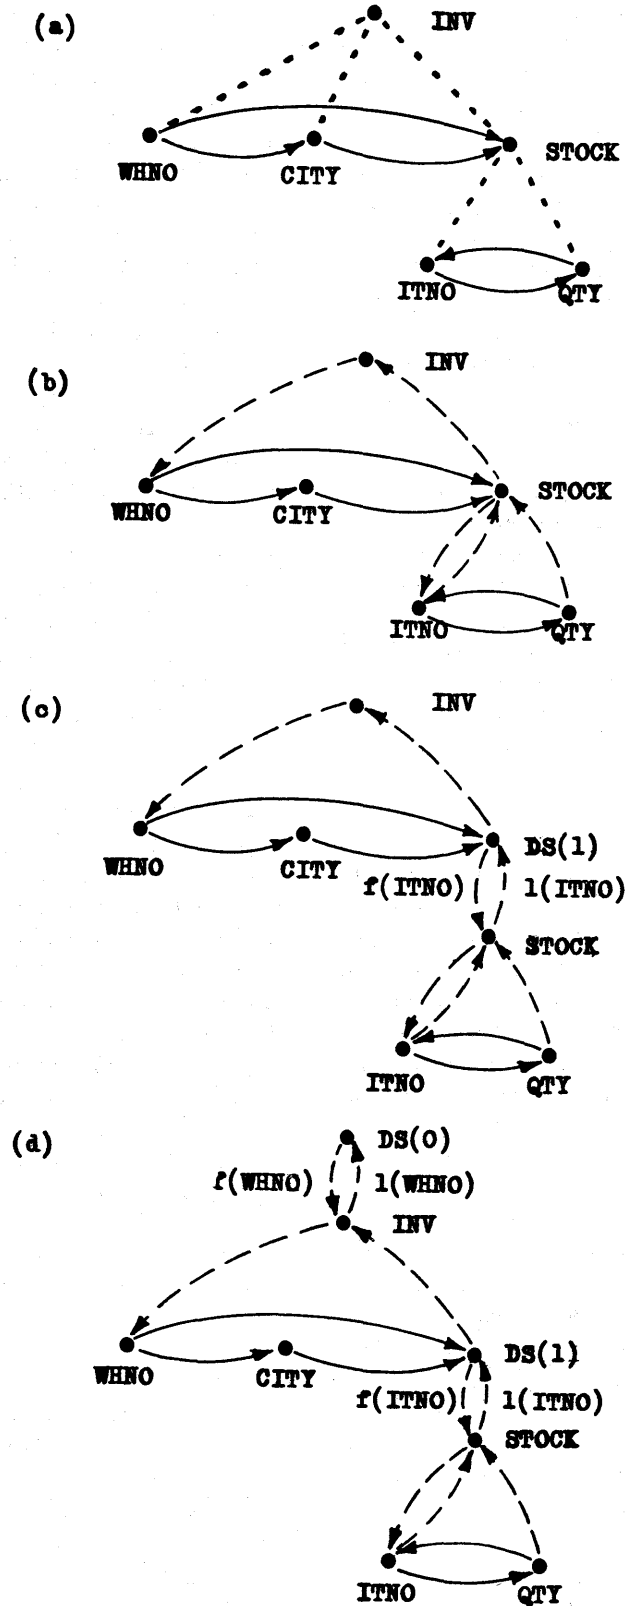 (a)
INV
WHNO
CITY
STOCK
ITNO
QTY
(b)
INV
WHNO
CITY
STOCK
ITNO
QTY
(c)
INV
WHNO
CITY
DS(1)
f(ITNO)
l(ITNO)
STOCK
ITNO
QTY
(d)
DS(0)
f(WHNO)
l(WHNO)
INV
WHNO
CITY
DS(1)
f(ITNO)
l(ITNO)
STOCK
ITNO
QTY